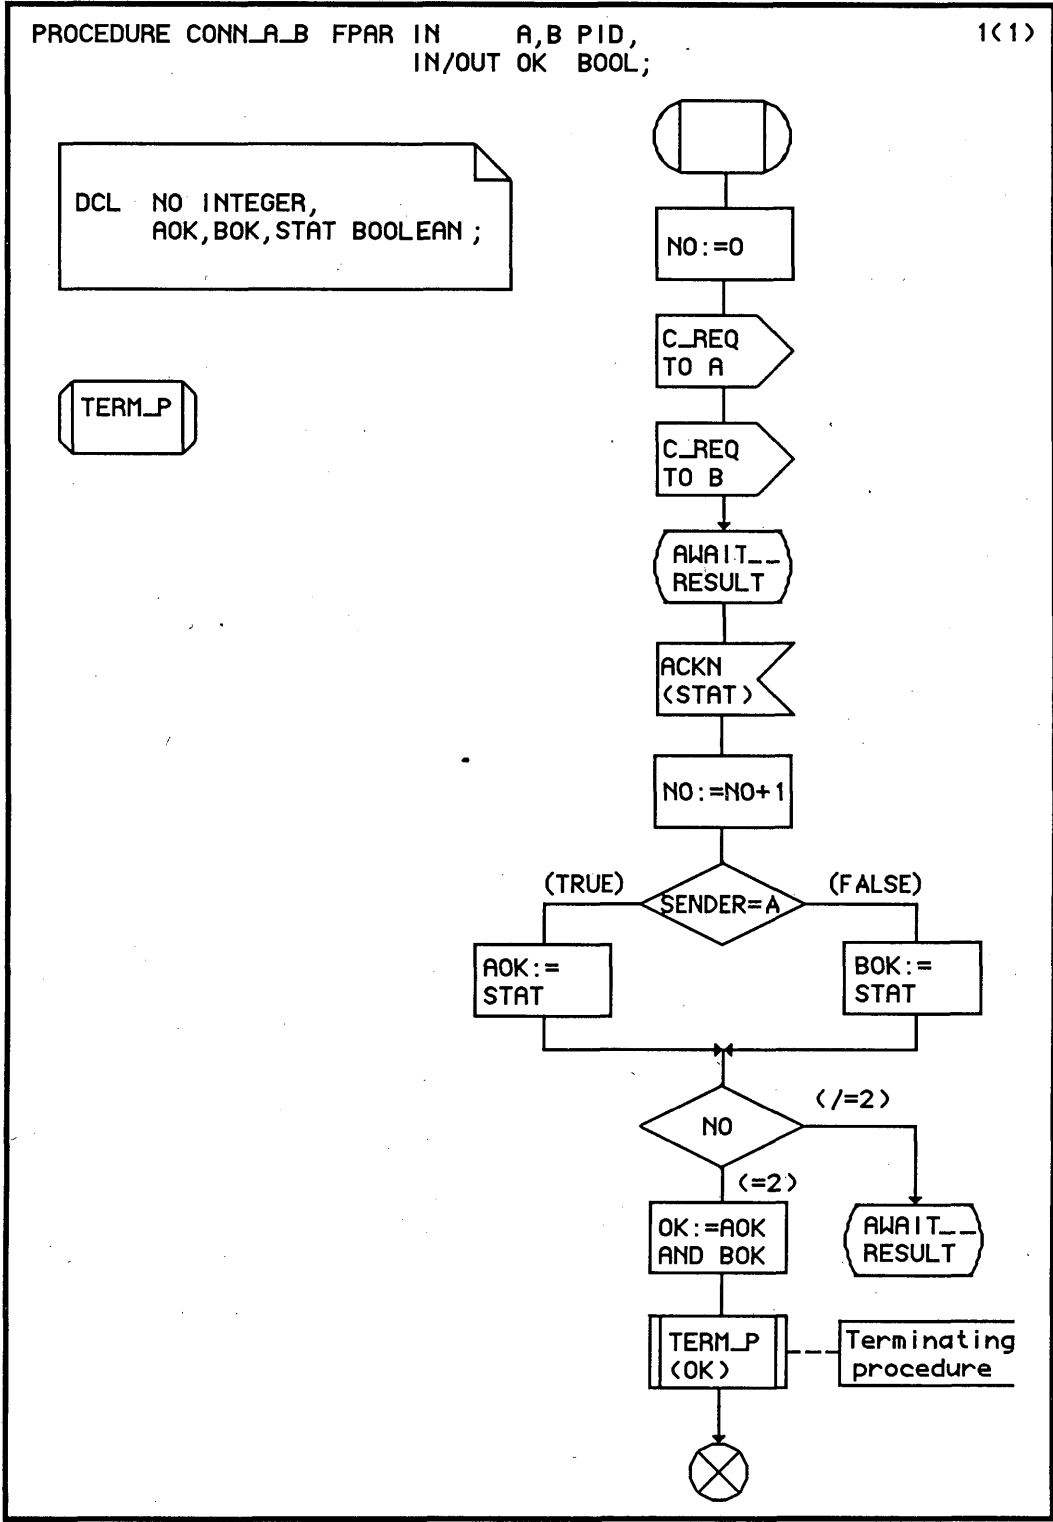 PROCEDURE CONN_A_B FPAR IN A,B PID,
1(1)
IN/OUT OK BOOL;
DCL NO INTEGER,
AOK,BOK,STAT BOOLEAN;
TERM_P
NO:=0
C_REQ
TO A
C_REQ
TO B
AWAIT__
RESULT
ACKN
(STAT)
NO:=NO+1
(TRUE)
SENDER=A
(FALSE)
AOK:=
STAT
BOK:=
STAT
NO
(/=2)
(=2)
OK:=AOK
AND BOK
AWAIT__
RESULT
TERM_P
(OK)
Terminating
procedure